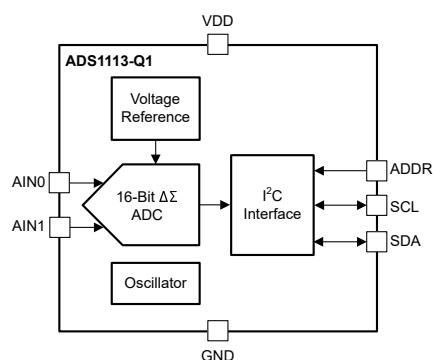 VDD
ADS1113-Q1
Voltage
Reference
AIN0
AIN1
16-Bit ΔΣ
ADC
I²C
Interface
ADDR
SCL
SDA
Oscillator
GND